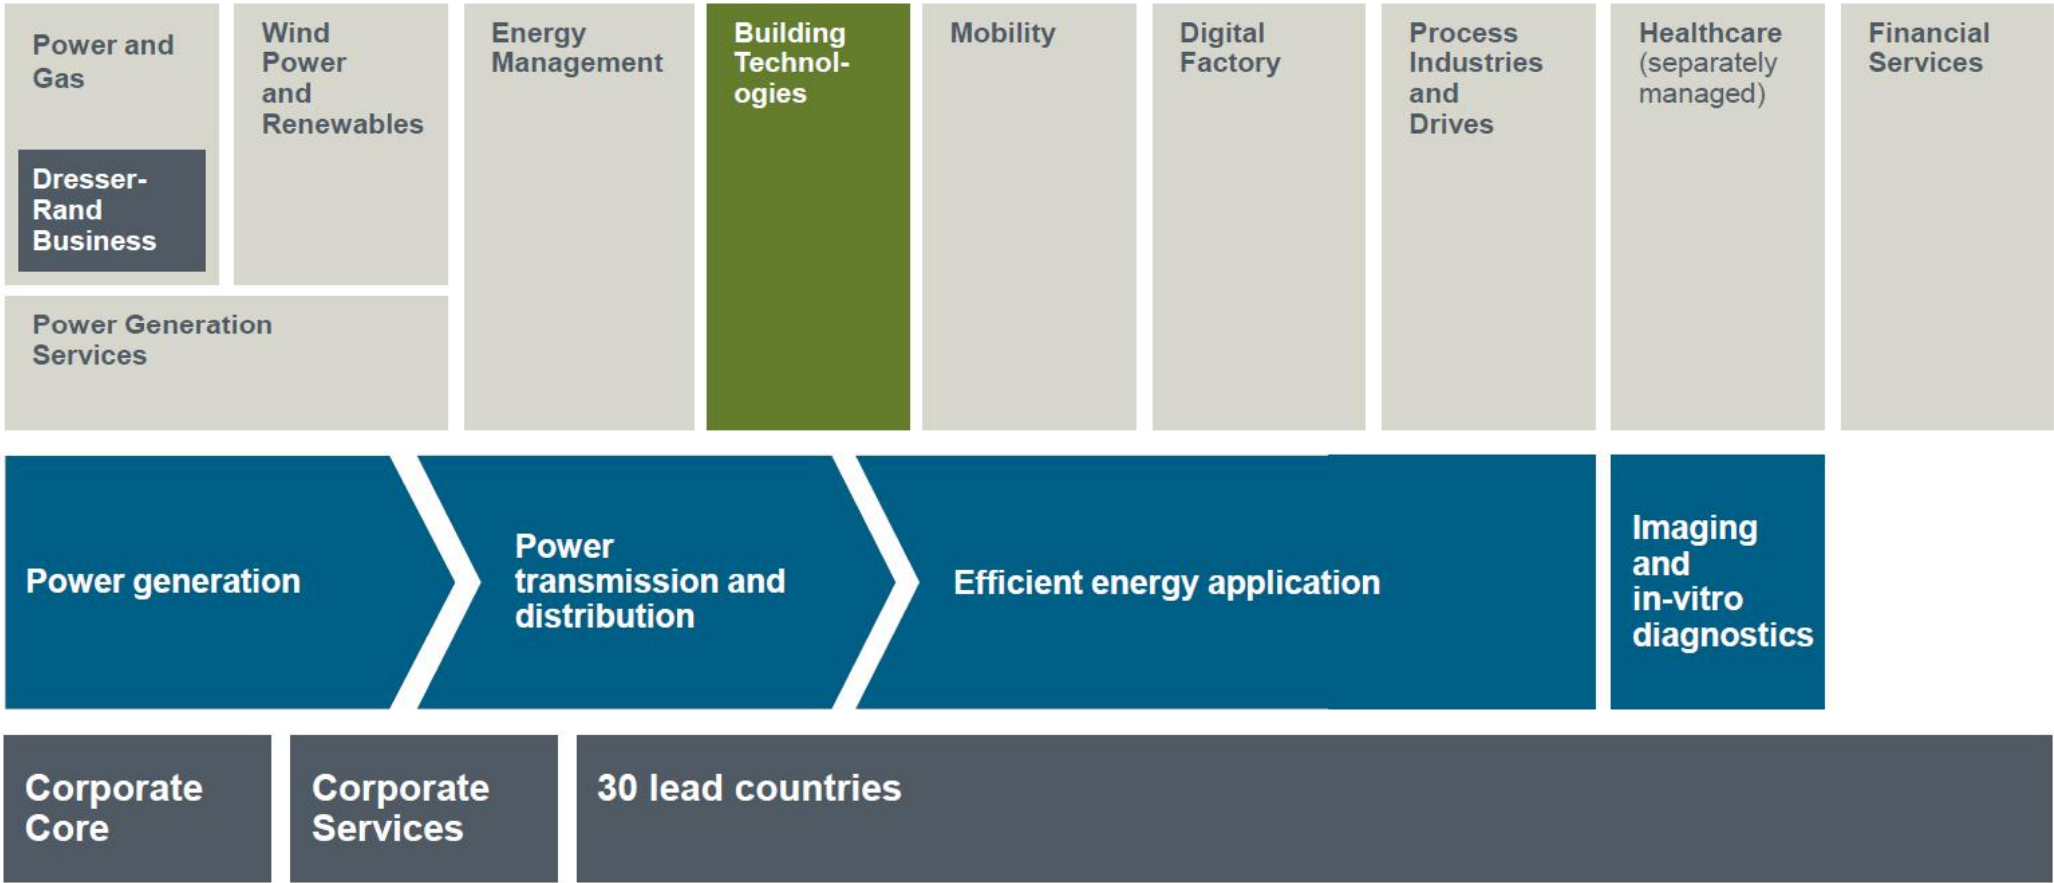 Power and
Gas
Dresser-
Rand
Business
Wind
Power
and
Renewables
Power Generation
Services
Energy
Management
Building
Technol-
ogies
Mobility
Digital
Factory
Process
Industries
and
Drives
Healthcare
(separately
managed)
Financial
Services
Power generation
Power
transmission and
distribution
Efficient energy application
Imaging
and
in-vitro
diagnostics
Corporate
Core
Corporate
Services
30 lead countries